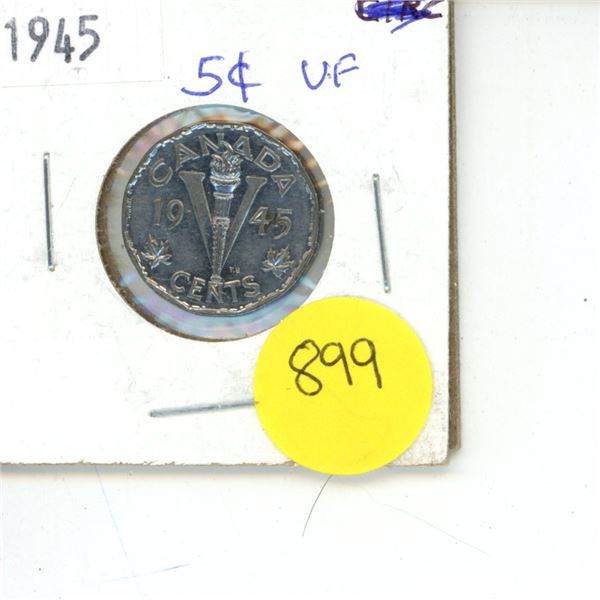 1945
5¢ VF
CANADA
19 V 45
CENTS
899